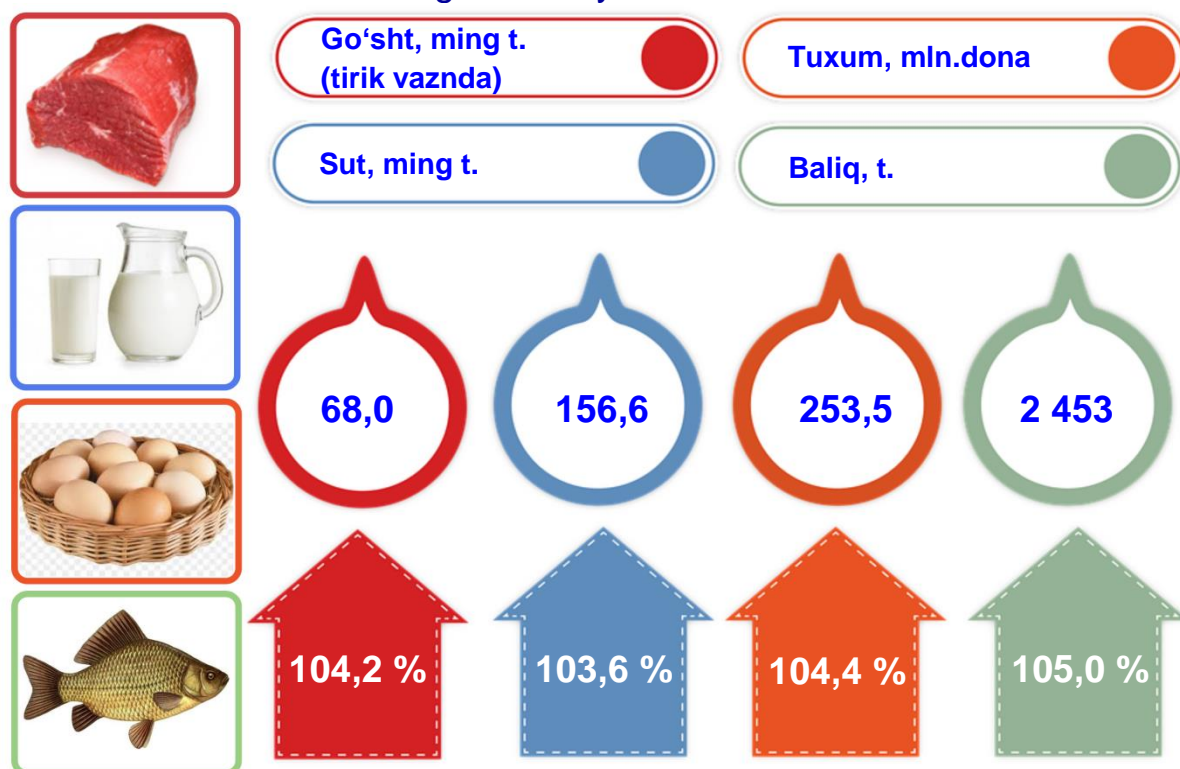 Go‘sht, ming t.
(tirik vaznda)
Tuxum, mln.dona
Sut, ming t.
Baliq, t.
68,0
156,6
253,5
2 453
104,2 %
103,6 %
104,4 %
105,0 %